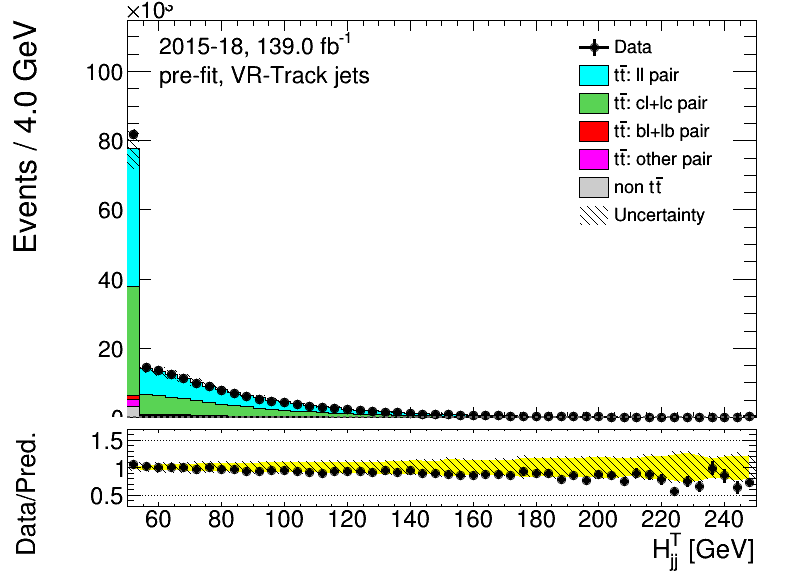 ×10³
Events / 4.0 GeV
2015-18, 139.0 fb⁻¹
pre-fit, VR-Track jets
Data
tt̄: ll pair
tt̄: cl+lc pair
tt̄: bl+lb pair
tt̄: other pair
non tt̄
Uncertainty
100
80
60
40
20
0
Data/Pred.
1.5
1
0.5
60 80 100 120 140 160 180 200 220 240
H_jj^T [GeV]